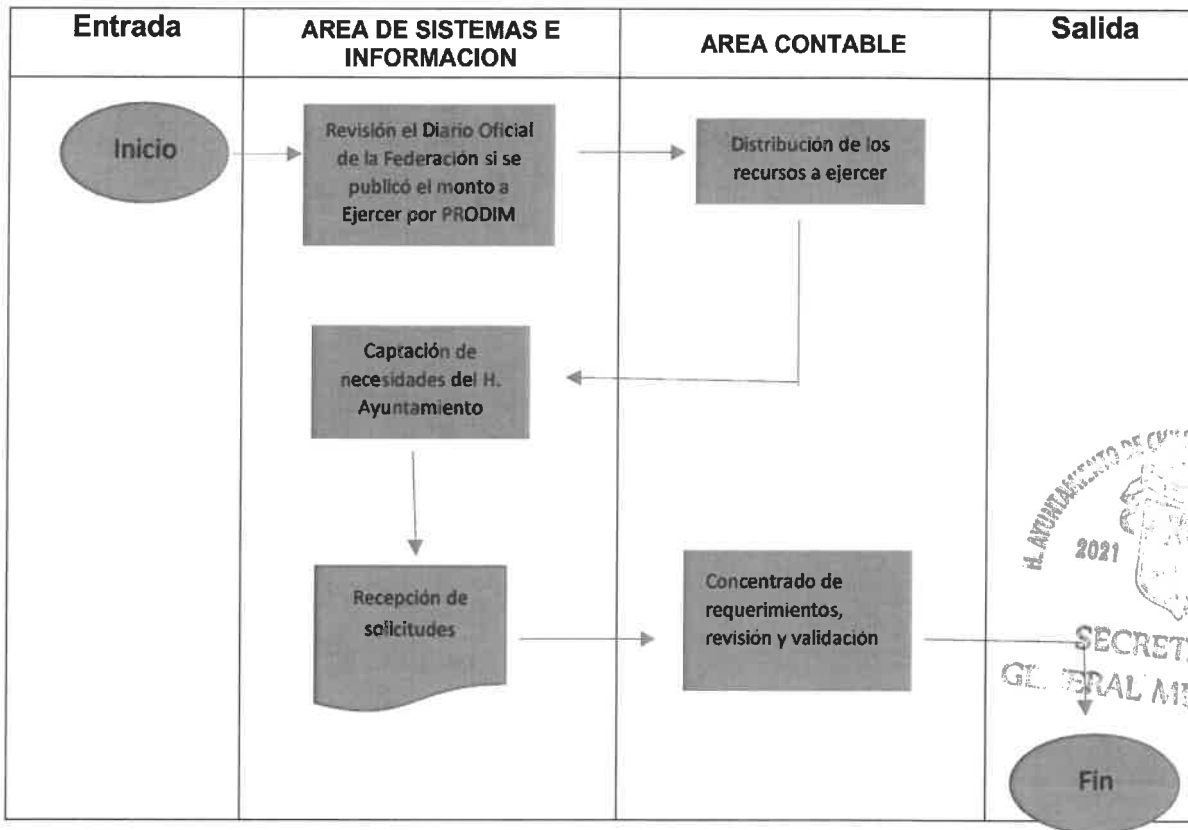 Entrada
AREA DE SISTEMAS E
INFORMACION
AREA CONTABLE
Salida
Inicio
Revisión el Diario Oficial
de la Federación si se
publicó el monto a
Ejercer por PRODIM
Distribución de los
recursos a ejercer
Captación de
necesidades del H.
Ayuntamiento
Recepción de
solicitudes
Concentrado de
requerimientos,
revisión y validación
Fin
H. AYUNTAMIENTO DE
2021